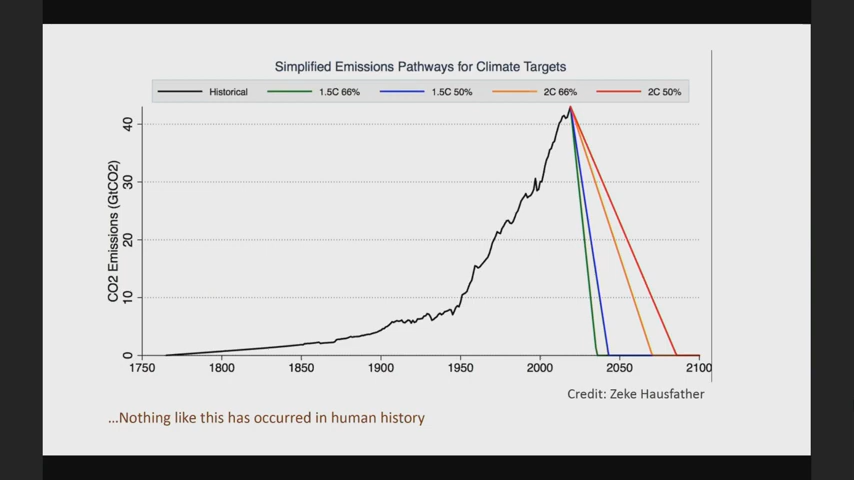 Simplified Emissions Pathways for Climate Targets
Historical 1.5C 66% 1.5C 50% 2C 66% 2C 50%
CO2 Emissions (GtCO2)
40
30
20
10
0
1750 1800 1850 1900 1950 2000 2050 2100
Credit: Zeke Hausfather
...Nothing like this has occurred in human history